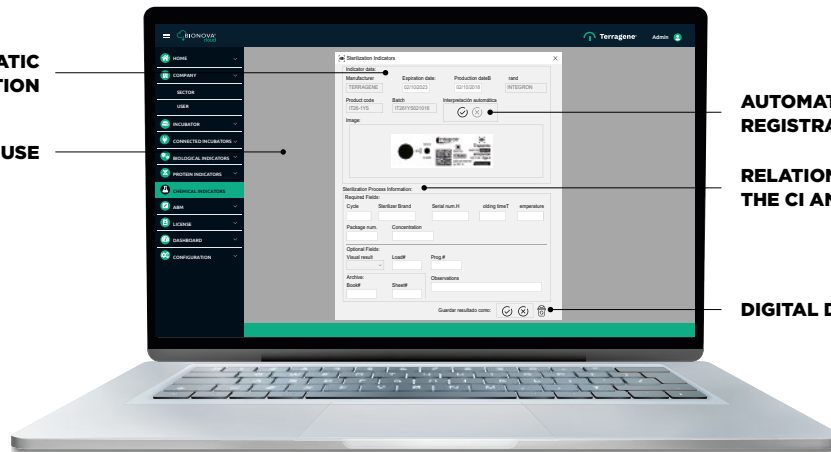 BIONOVA®
cloud
Terragene®
Admin
HOME
COMPANY
SECTOR
USER
INCUBATOR
CONNECTED INCUBATORS
BIOLOGICAL INDICATORS
PROTEIN INDICATORS
CHEMICAL INDICATORS
ABM
LICENSE
DASHBOARD
CONFIGURATION
Sterilization Indicators
Indicator data:
Manufacturer Expiration date: Production dateB rand
TERRAGENE 02/10/2023 02/10/2018 INTEGRON
Product code Batch Interpretación automática
IT26-1YS IT26IYS021018
Image:
Sterilization Process Information:
Required Fields:
Cycle Sterilizer Brand Serial num.H olding timeT emperature
Package num. Concentration
Optional Fields:
Visual result Load# Prog.#
Archive: Observations
Book# Sheet#
Guardar resultado como:
ATIC
TION
USE
AUTOMAT
REGISTRA
RELATION
THE CI AN
DIGITAL D